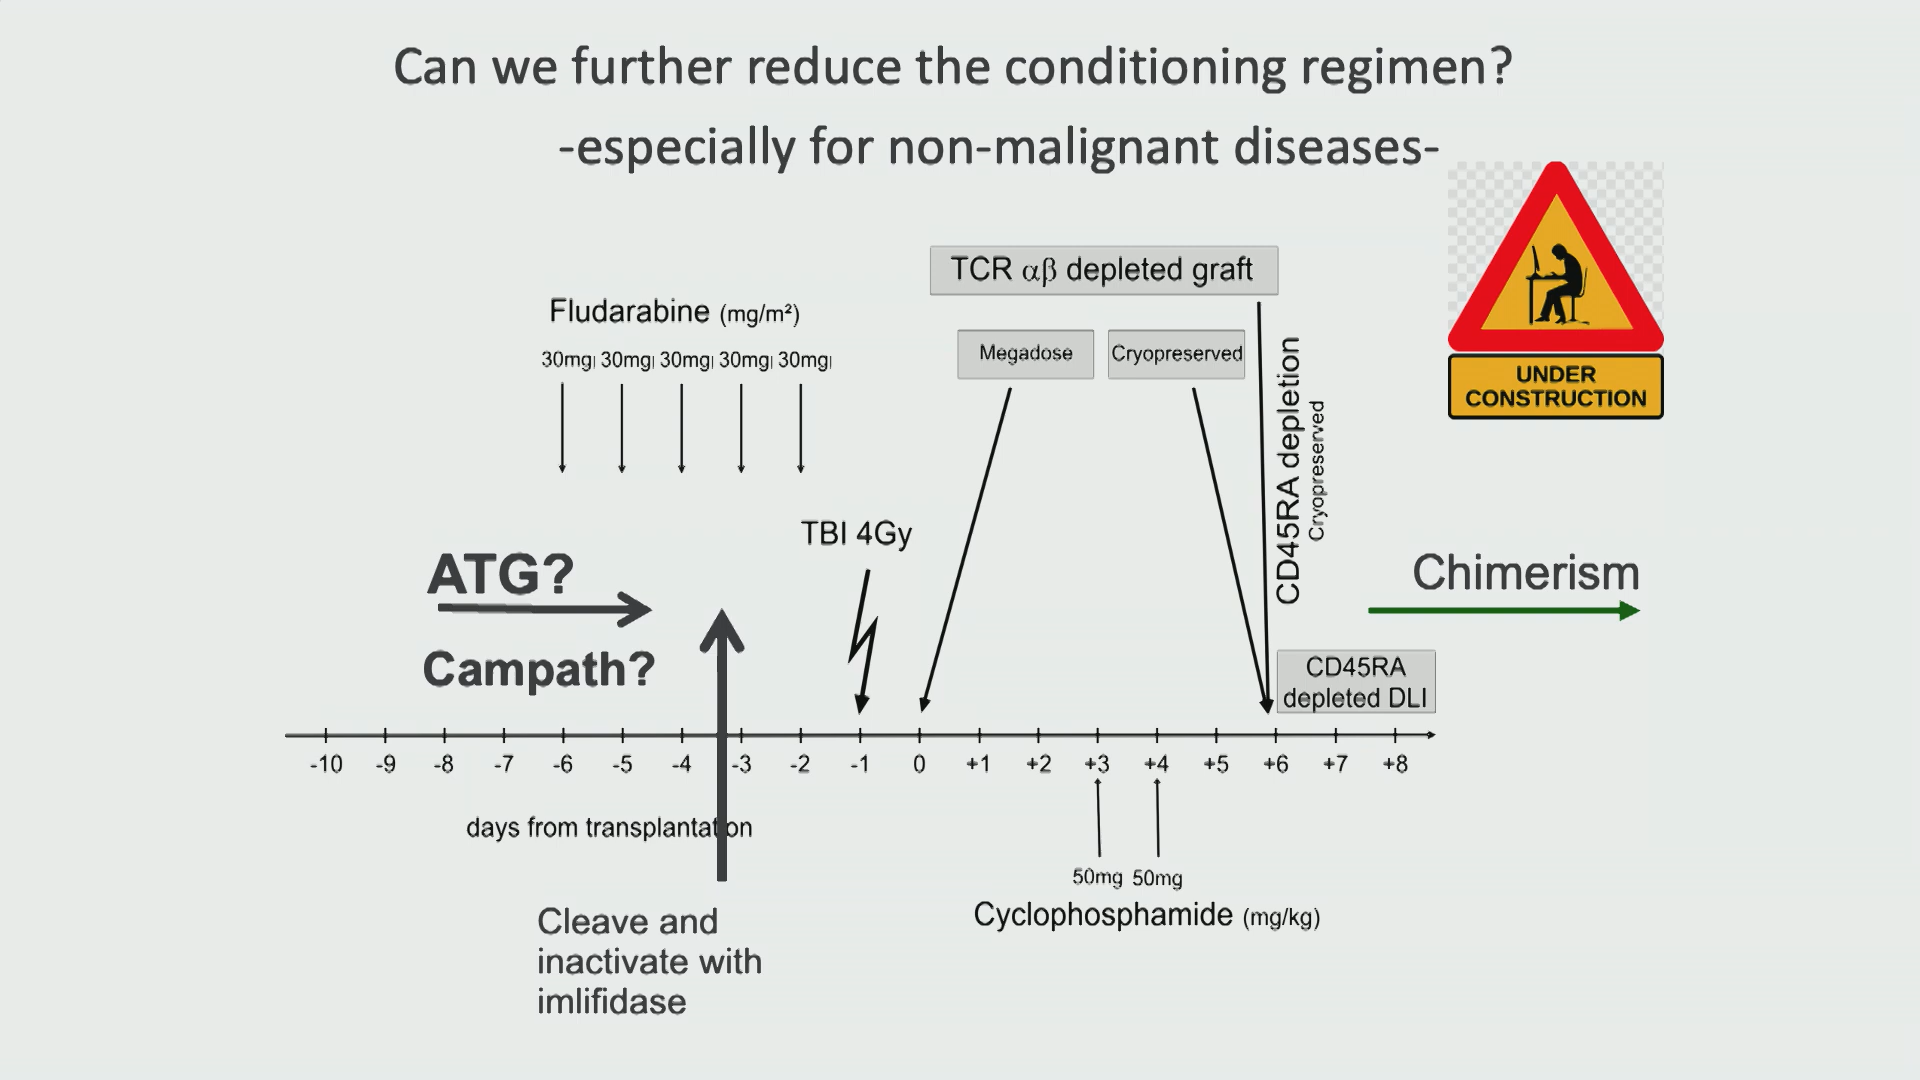 Can we further reduce the conditioning regimen?
-especially for non-malignant diseases-
UNDER
CONSTRUCTION
TCR αβ depleted graft
Megadose
Cryopreserved
Fludarabine (mg/m²)
30mg 30mg 30mg 30mg 30mg
CD45RA depletion
Cryopreserved
TBI 4Gy
ATG?
Campath?
Chimerism
CD45RA
depleted DLI
-10 -9 -8 -7 -6 -5 -4 -3 -2 -1 0 +1 +2 +3 +4 +5 +6 +7 +8
days from transplantation
50mg 50mg
Cyclophosphamide (mg/kg)
Cleave and
inactivate with
imlifidase